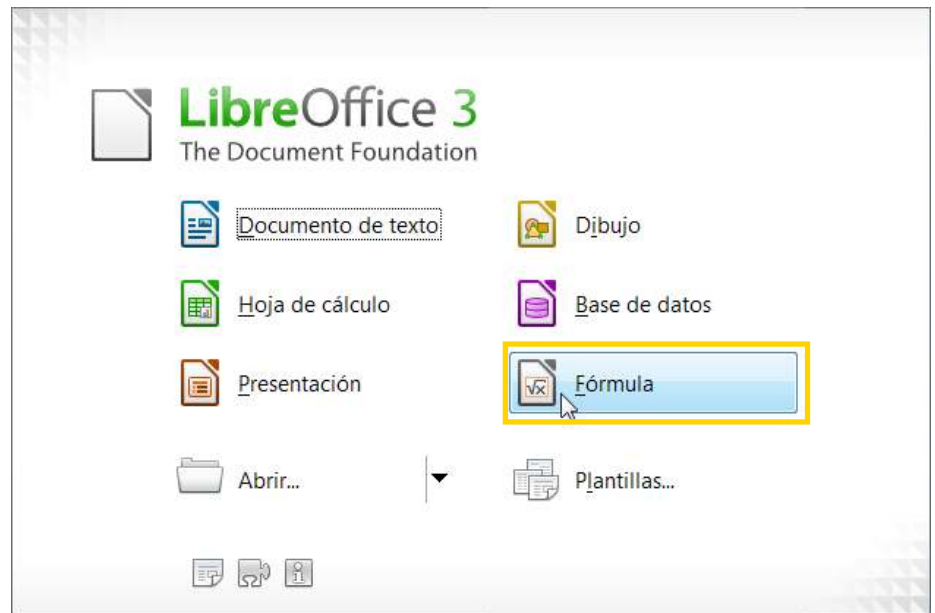 LibreOffice 3
The Document Foundation
Documento de texto
Dibujo
Hoja de cálculo
Base de datos
Presentación
Fórmula
Abrir...
Plantillas...